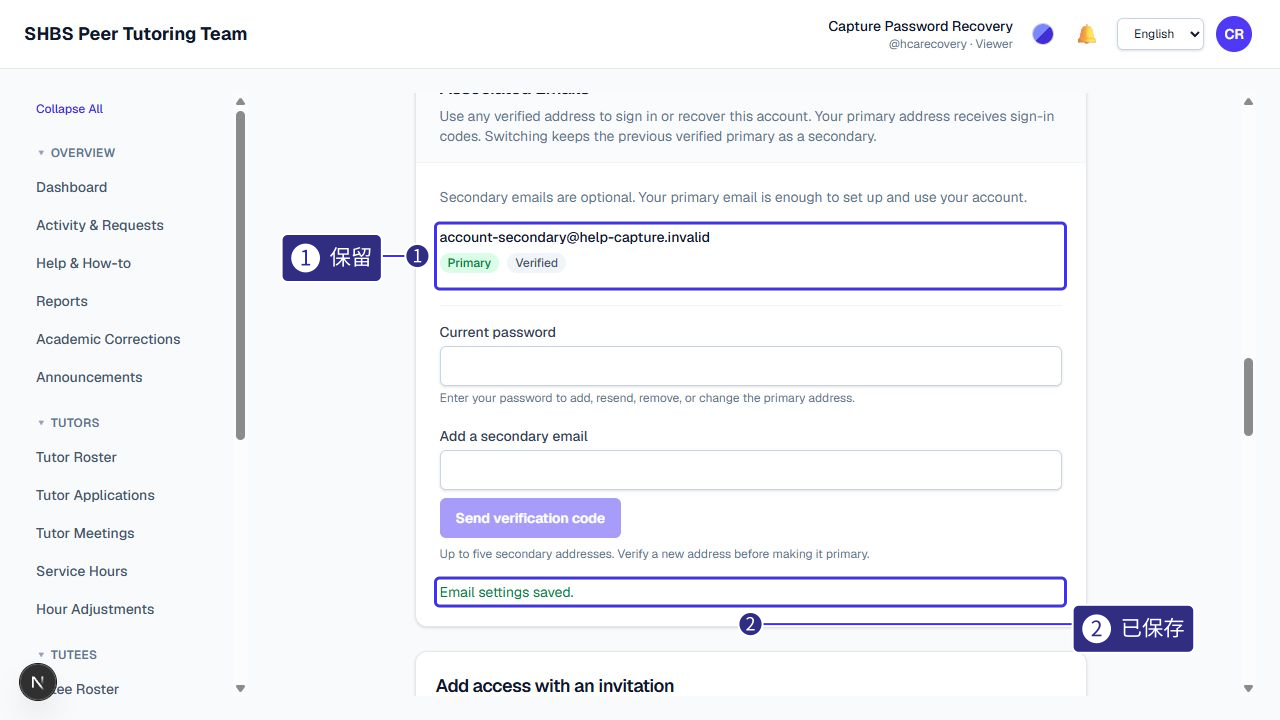 SHBS Peer Tutoring Team
Capture Password Recovery
@hcarecovery · Viewer
English
CR
Collapse All
OVERVIEW
Dashboard
Activity & Requests
Help & How-to
Reports
Academic Corrections
Announcements
TUTORS
Tutor Roster
Tutor Applications
Tutor Meetings
Service Hours
Hour Adjustments
TUTEES
Roster
N
Use any verified address to sign in or recover this account. Your primary address receives sign-in
codes. Switching keeps the previous verified primary as a secondary.
Secondary emails are optional. Your primary email is enough to set up and use your account.
1 保留
1
account-secondary@help-capture.invalid
Primary
Verified
Current password
Enter your password to add, resend, remove, or change the primary address.
Add a secondary email
Send verification code
Up to five secondary addresses. Verify a new address before making it primary.
Email settings saved.
2
2 已保存
Add access with an invitation